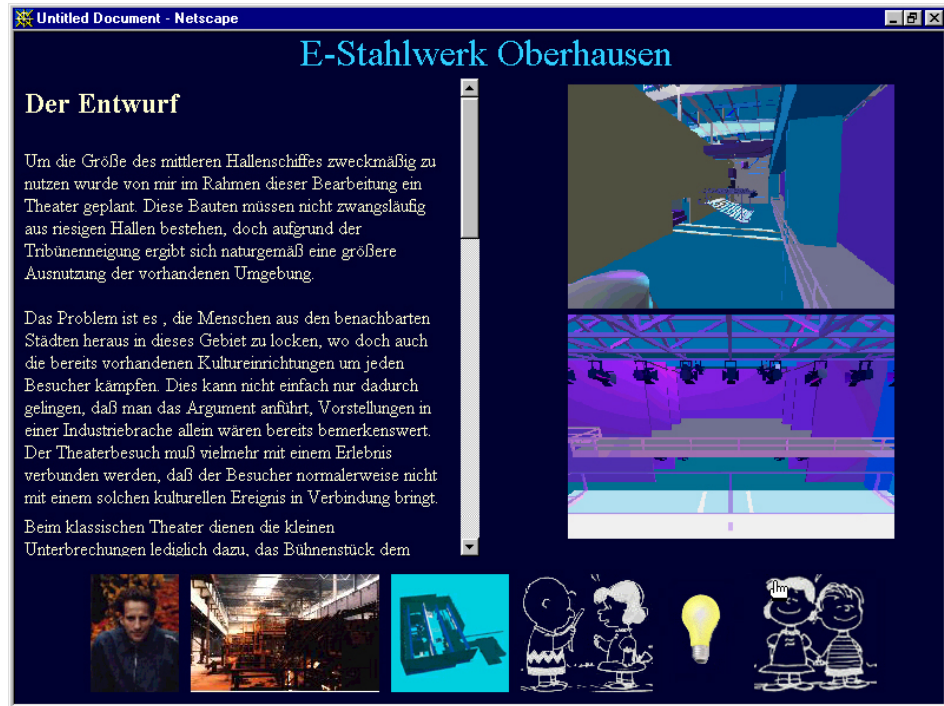 Untitled Document - Netscape
E-Stahlwerk Oberhausen
Der Entwurf
Um die Größe des mittleren Hallenschiffes zweckmäßig zu
nutzen wurde von mir im Rahmen dieser Bearbeitung ein
Theater geplant. Diese Bauten müssen nicht zwangsläufig
aus riesigen Hallen bestehen, doch aufgrund der
Tribünenneigung ergibt sich naturgemäß eine größere
Ausnutzung der vorhandenen Umgebung.
Das Problem ist es , die Menschen aus den benachbarten
Städten heraus in dieses Gebiet zu locken, wo doch auch
die bereits vorhandenen Kultureinrichtungen um jeden
Besucher kämpfen. Dies kann nicht einfach nur dadurch
gelingen, daß man das Argument anführt, Vorstellungen in
einer Industriebrache allein wären bereits bemerkenswert.
Der Theaterbesuch muß vielmehr mit einem Erlebnis
verbunden werden, daß der Besucher normalerweise nicht
mit einem solchen kulturellen Ereignis in Verbindung bringt.
Beim klassischen Theater dienen die kleinen
Unterbrechungen lediglich dazu, das Bühnenstück dem